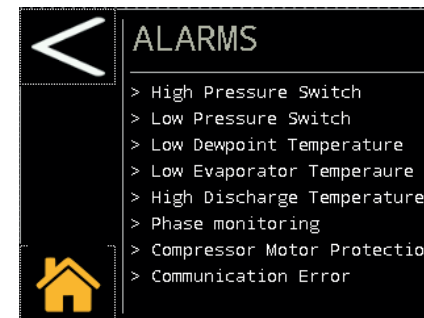 ALARMS
> High Pressure Switch
> Low Pressure Switch
> Low Dewpoint Temperature
> Low Evaporator Temperaure
> High Discharge Temperature
> Phase monitoring
> Compressor Motor Protectio
> Communication Error